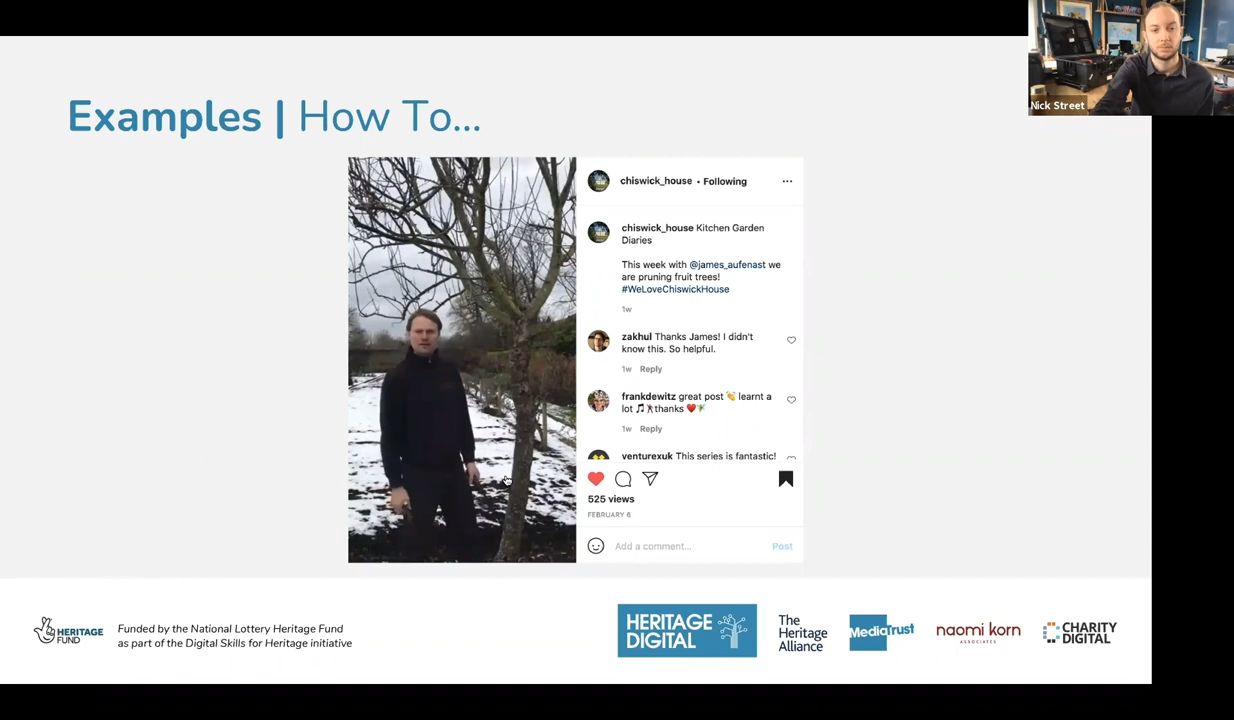 Nick Street
Examples | How To...
chiswick_house • Following
chiswick_house Kitchen Garden
Diaries
This week with @james_aufenast we
are pruning fruit trees!
#WeLoveChiswickHouse
1w
zakhul Thanks James! I didn't
know this. So helpful.
1w Reply
frankdewitz great post 👏 learnt a
lot 🎵💃thanks ❤️🌿
1w Reply
venturexuk This series is fantastic!
525 views
FEBRUARY 6
Add a comment... Post
HERITAGE
FUND
Funded by the National Lottery Heritage Fund
as part of the Digital Skills for Heritage initiative
HERITAGE
DIGITAL
The
Heritage
Alliance
MediaTrust
naomi korn
ASSOCIATES
CHARITY
DIGITAL